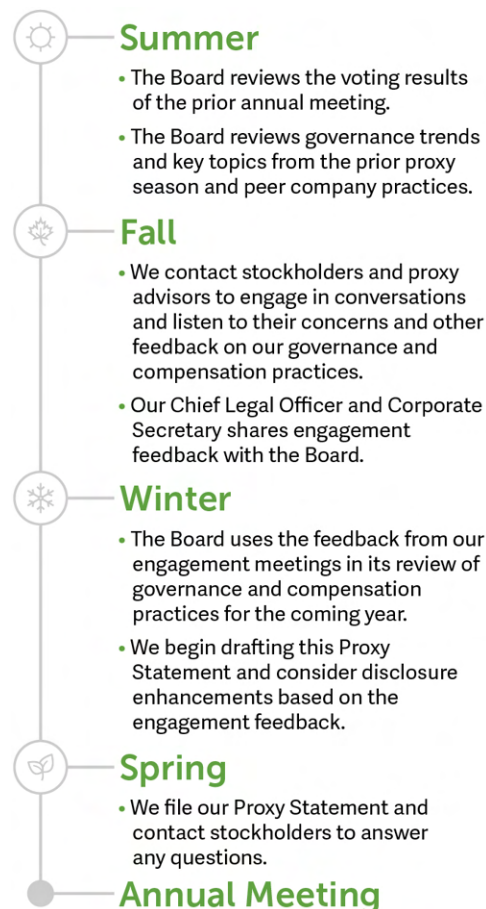 Summer
• The Board reviews the voting results
of the prior annual meeting.
• The Board reviews governance trends
and key topics from the prior proxy
season and peer company practices.
Fall
• We contact stockholders and proxy
advisors to engage in conversations
and listen to their concerns and other
feedback on our governance and
compensation practices.
• Our Chief Legal Officer and Corporate
Secretary shares engagement
feedback with the Board.
Winter
• The Board uses the feedback from our
engagement meetings in its review of
governance and compensation
practices for the coming year.
• We begin drafting this Proxy
Statement and consider disclosure
enhancements based on the
engagement feedback.
Spring
• We file our Proxy Statement and
contact stockholders to answer
any questions.
Annual Meeting